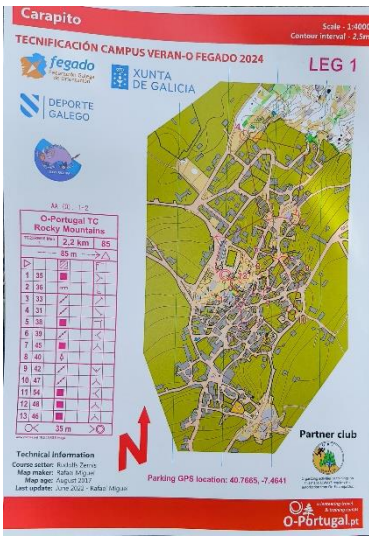 Carapito
Scale - 1:4000
Contour interval - 2,5m
TECNIFICACIÓN CAMPUS VERAN-O FEGADO 2024
LEG 1
fegado
XUNTA
DE GALICIA
DEPORTE
GALEGO
O-Portugal TC
Rocky Mountains
2,2 km 85
85 m
1 35
2 36
3 33
4 31
5 38
6 39
7 45
8 40
9 42
10 47
11 54
12 48
13 46
35 m
N
Partner club
Technical information
Course setter: Rudolfs Zernis
Map maker: Rafael Miguel
Map age: August 2017
Last update: June 2022 - Rafael Miguel
Parking GPS location: 40.7665, -7.4641
O-Portugal.pt